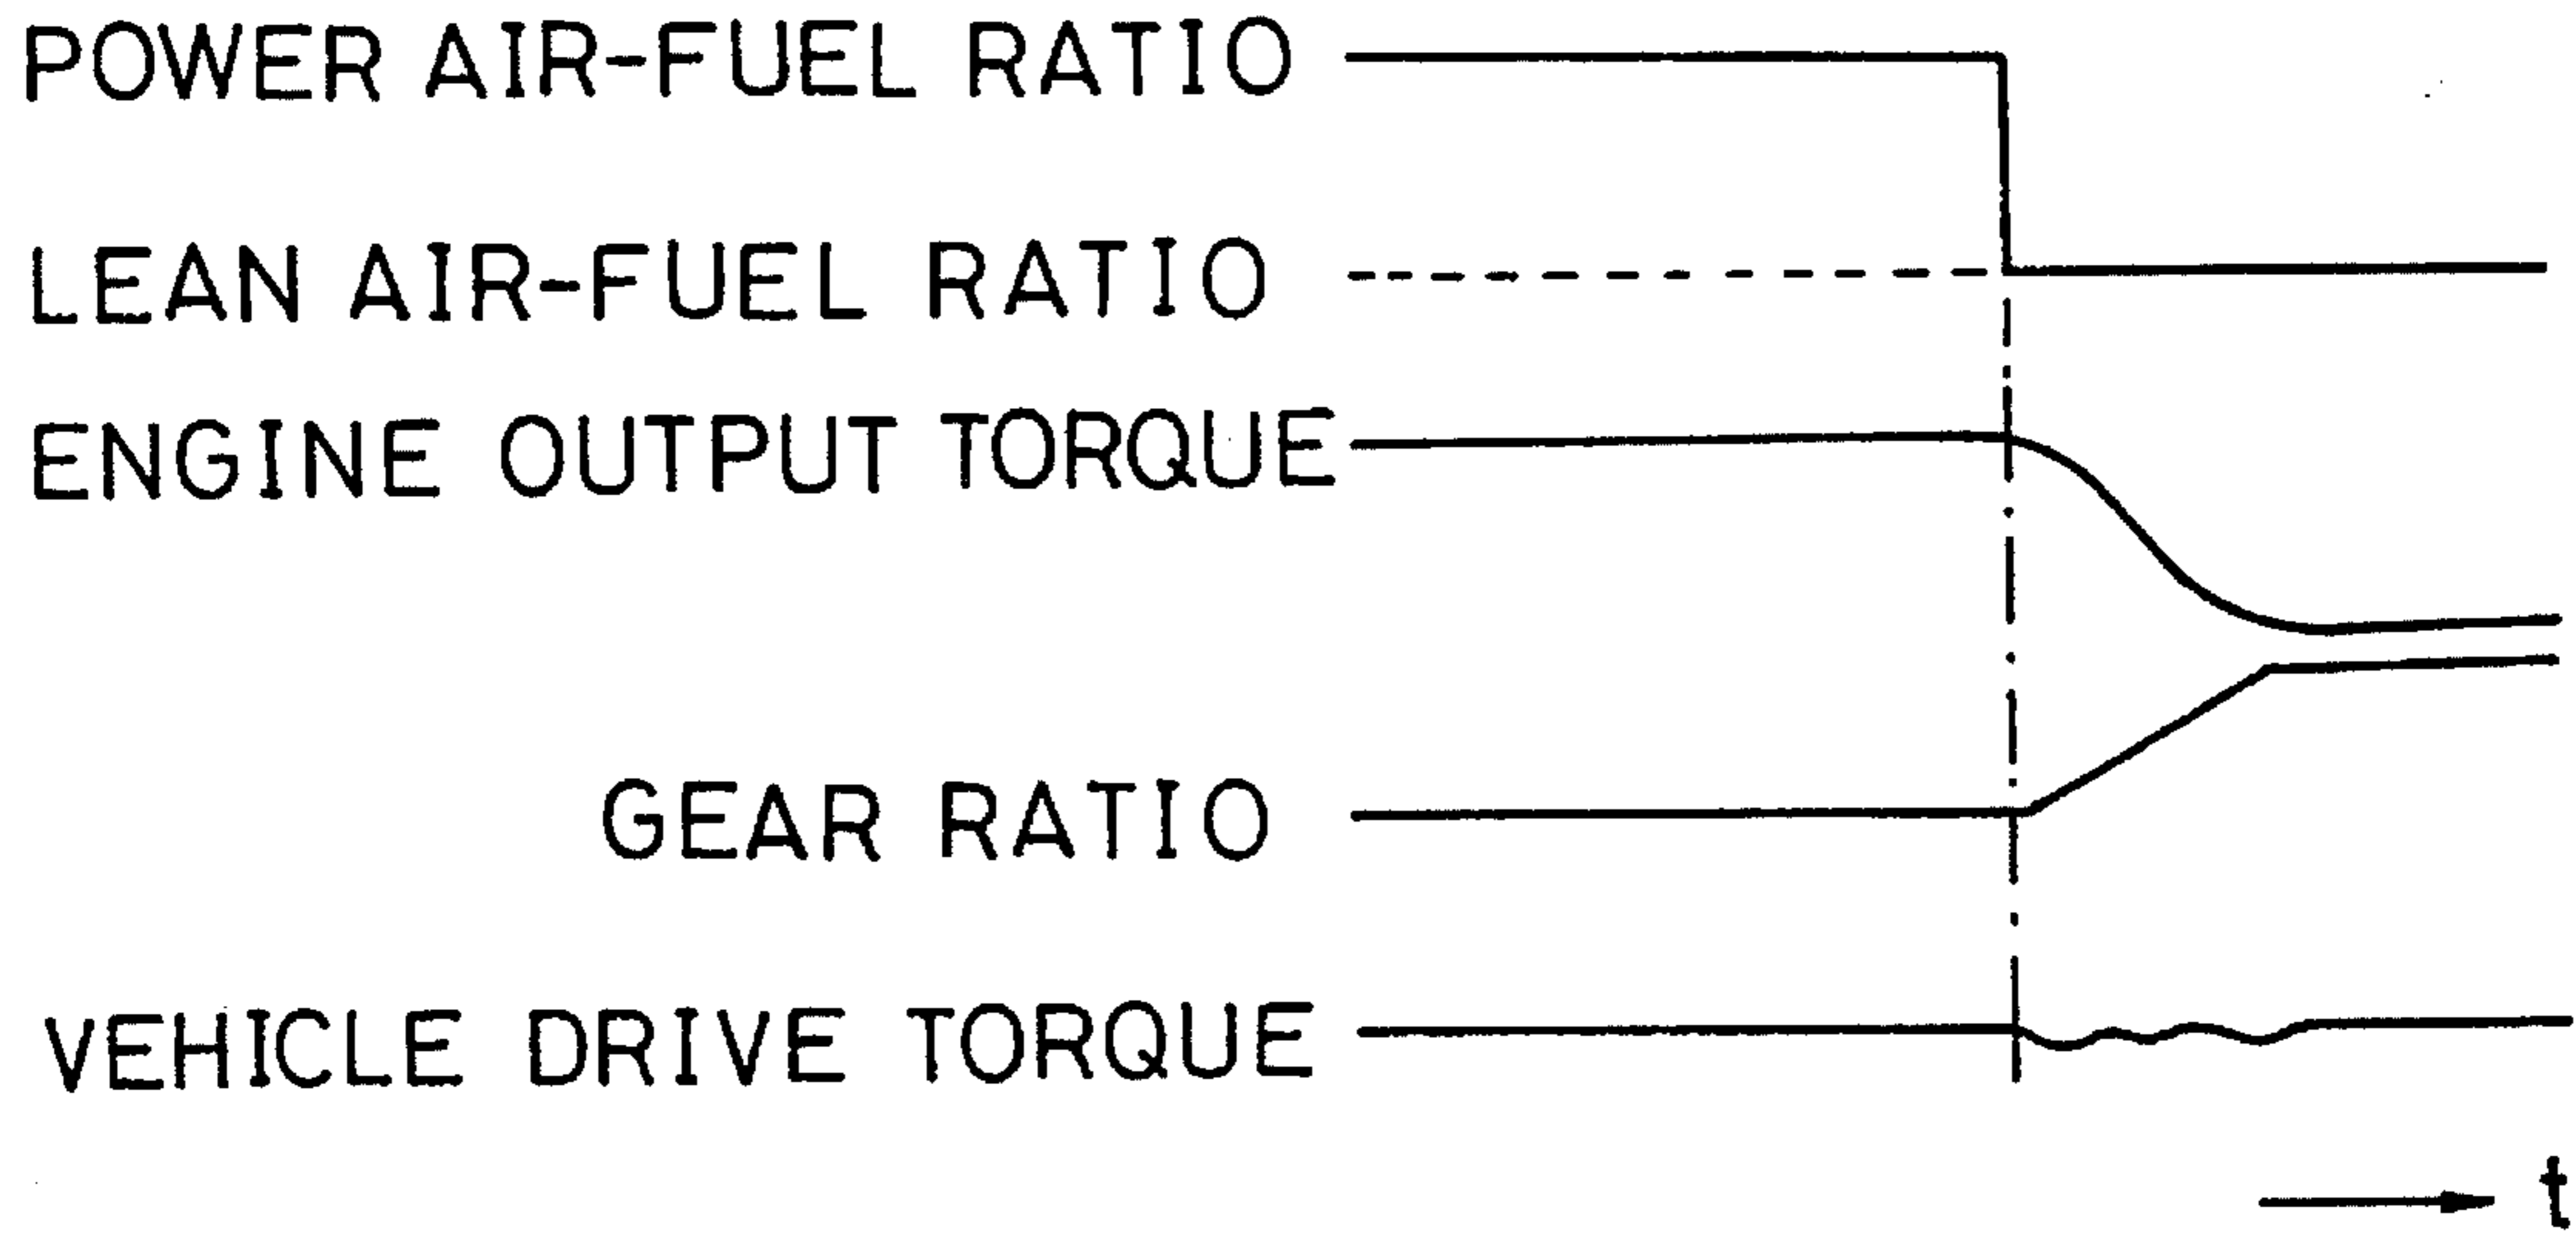 POWER AIR-FUEL RATIO
LEAN AIR-FUEL RATIO
ENGINE OUTPUT TORQUE
GEAR RATIO
VEHICLE DRIVE TORQUE
t